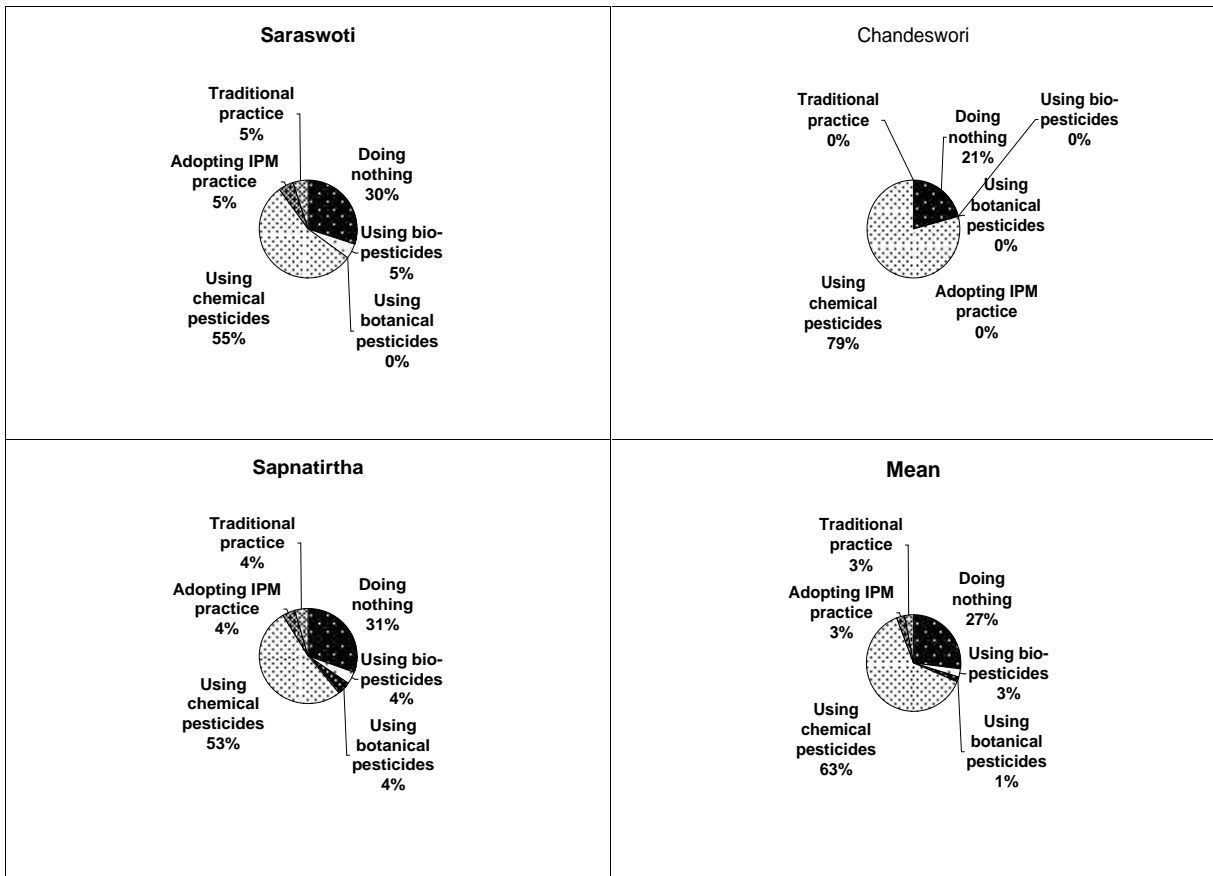 Saraswoti
Traditional
practice
5%
Adopting IPM
practice
5%
Doing
nothing
30%
Using bio-
pesticides
5%
Using
chemical
pesticides
55%
Using
botanical
pesticides
0%
Chandeswori
Traditional
practice
0%
Doing
nothing
21%
Using bio-
pesticides
0%
Using
botanical
pesticides
0%
Using
chemical
pesticides
79%
Adopting IPM
practice
0%
Sapnatirtha
Traditional
practice
4%
Adopting IPM
practice
4%
Doing
nothing
31%
Using bio-
pesticides
4%
Using
chemical
pesticides
53%
Using
botanical
pesticides
4%
Mean
Traditional
practice
3%
Adopting IPM
practice
3%
Doing
nothing
27%
Using bio-
pesticides
3%
Using
chemical
pesticides
63%
Using
botanical
pesticides
1%